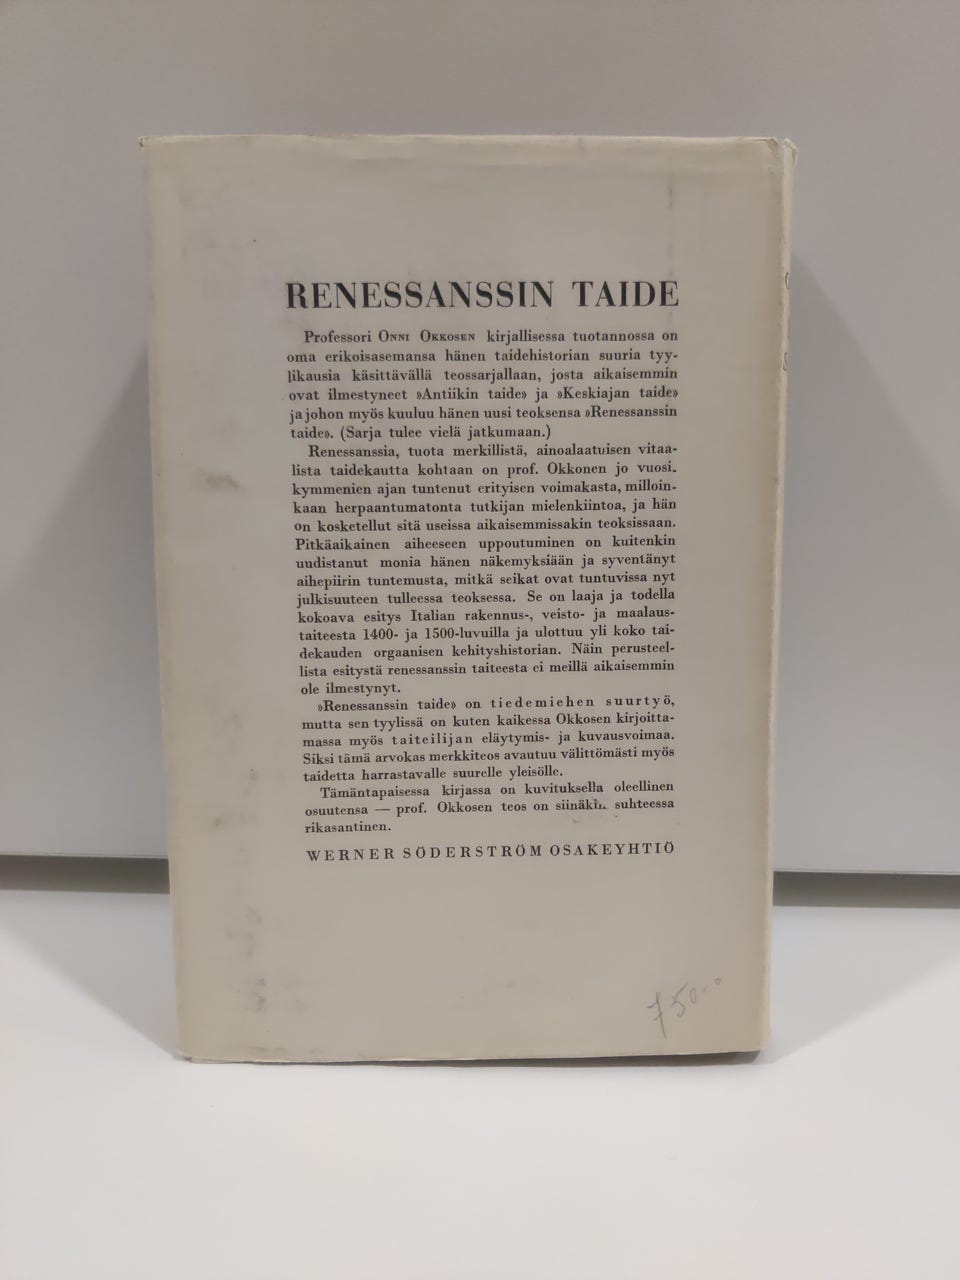 RENESSANSSIN TAIDE
Professori ONNI OKKOSEN kirjallisessa tuotannossa on
oma erikoisasemansa hänen taidehistorian suuria tyy-
likausia käsittävällä teossarjallaan, josta aikaisemmin
ovat ilmestyneet »Antiikin taide» ja »Keskiajan taide»
ja johon myös kuuluu hänen uusi teoksensa »Renessanssin
taide». (Sarja tulee vielä jatkumaan.)
Renessanssia, tuota merkillistä, ainoalaatuisen vitaa-
lista taidekautta kohtaan on prof. Okkonen jo vuosi-
kymmenien ajan tuntenut erityisen voimakasta, milloin-
kaan herpaantumatonta tutkijan mielenkiintoa, ja hän
on kosketellut sitä useissa aikaisemmissakin teoksissaan.
Pitkäaikainen aiheeseen uppoutuminen on kuitenkin
uudistanut monia hänen näkemyksiään ja syventänyt
aihepiirin tuntemusta, mitkä seikat ovat tuntuvissa nyt
julkisuuteen tulleessa teoksessa. Se on laaja ja todella
kokoava esitys Italian rakennus-, veisto- ja maalaus-
taiteesta 1400- ja 1500-luvuilla ja ulottuu yli koko tai-
dekauden orgaanisen kehityshistorian. Näin perusteel-
lista esitystä renessanssin taiteesta ei meillä aikaisemmin
ole ilmestynyt.
»Renessanssin taide» on tiedemiehen suurtyö,
mutta sen tyylissä on kuten kaikessa Okkosen kirjoitta-
massa myös taiteilijan eläytymis- ja kuvausvoimaa.
Siksi tämä arvokas merkkiteos avautuu välittömästi myös
taidetta harrastavalle suurelle yleisölle.
Tämäntapaisessa kirjassa on kuvituksella oleellinen
osuutensa — prof. Okkosen teos on siinäkin suhteessa
rikasantinen.
WERNER SÖDERSTRÖM OSAKEYHTIÖ
750--